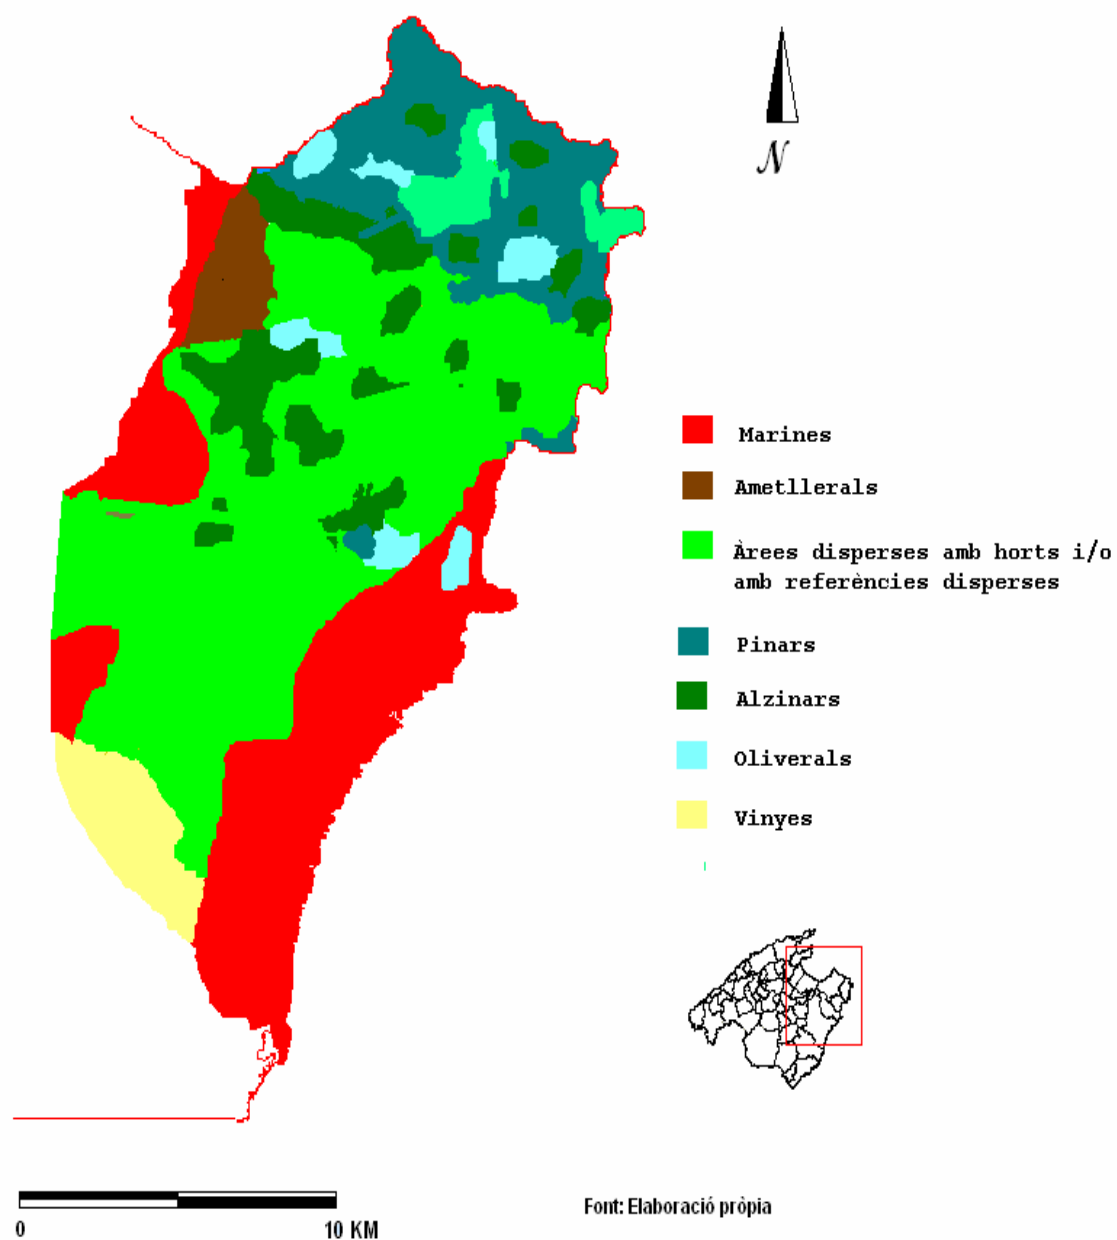 N
Marines
Ametllerals
Àrees disperses amb horts i/o
amb referències disperses
Pinars
Alzinars
Oliverals
Vinyes
Font: Elaboració pròpia
0 10 KM